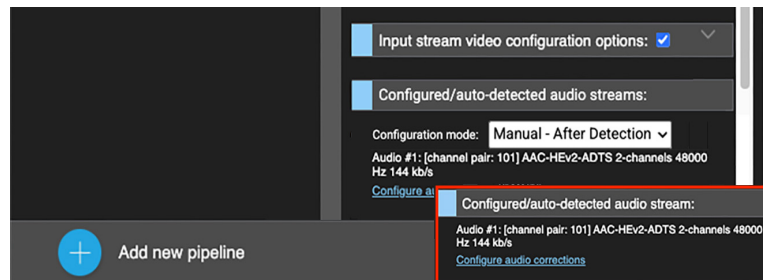 Input stream video configuration options:
Configured/auto-detected audio streams:
Configuration mode: Manual - After Detection
Audio #1: [channel pair: 101] AAC-HEv2-ADTS 2-channels 48000
Hz 144 kb/s
Configure
Configured/auto-detected audio stream:
Audio #1: [channel pair: 101] AAC-HEv2-ADTS 2-channels 48000
Hz 144 kb/s
Configure audio corrections
Add new pipeline